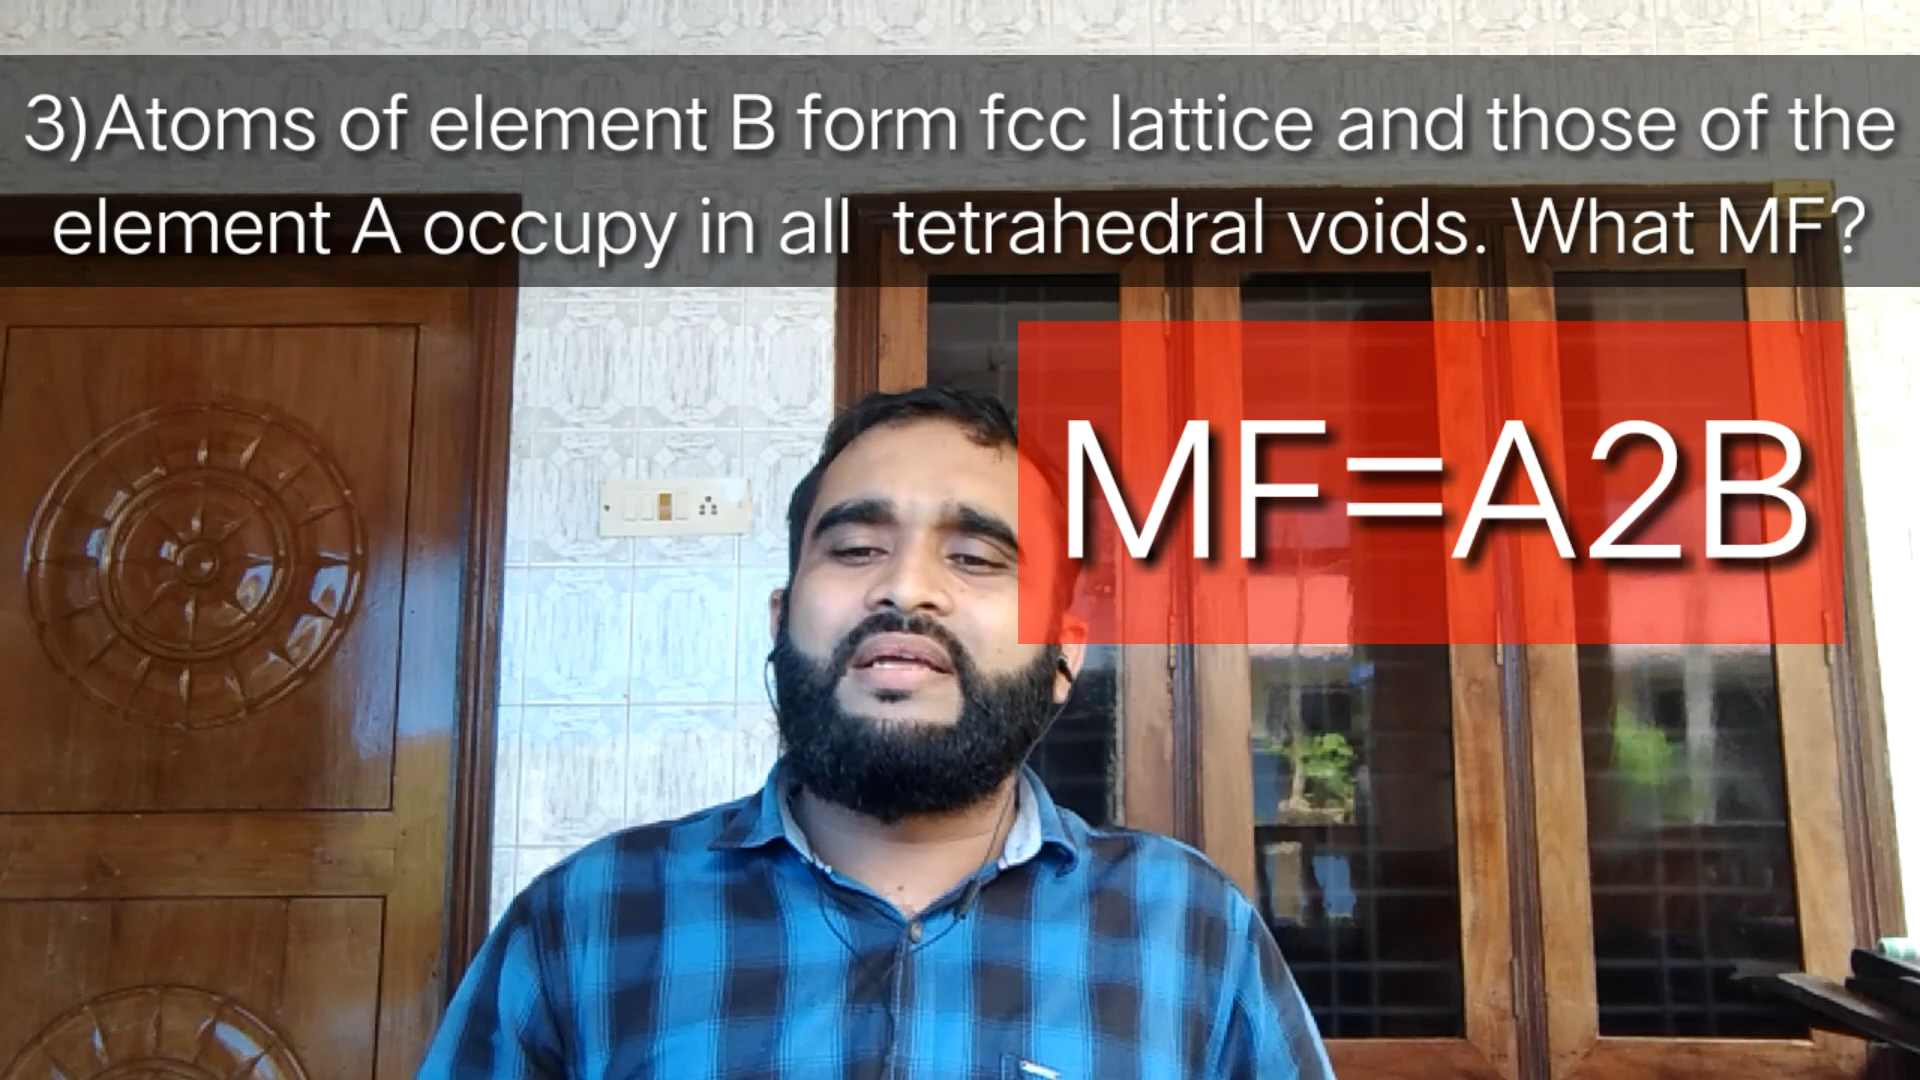 3)Atoms of element B form fcc lattice and those of the
element A occupy in all  tetrahedral voids. What MF?
MF=A2B